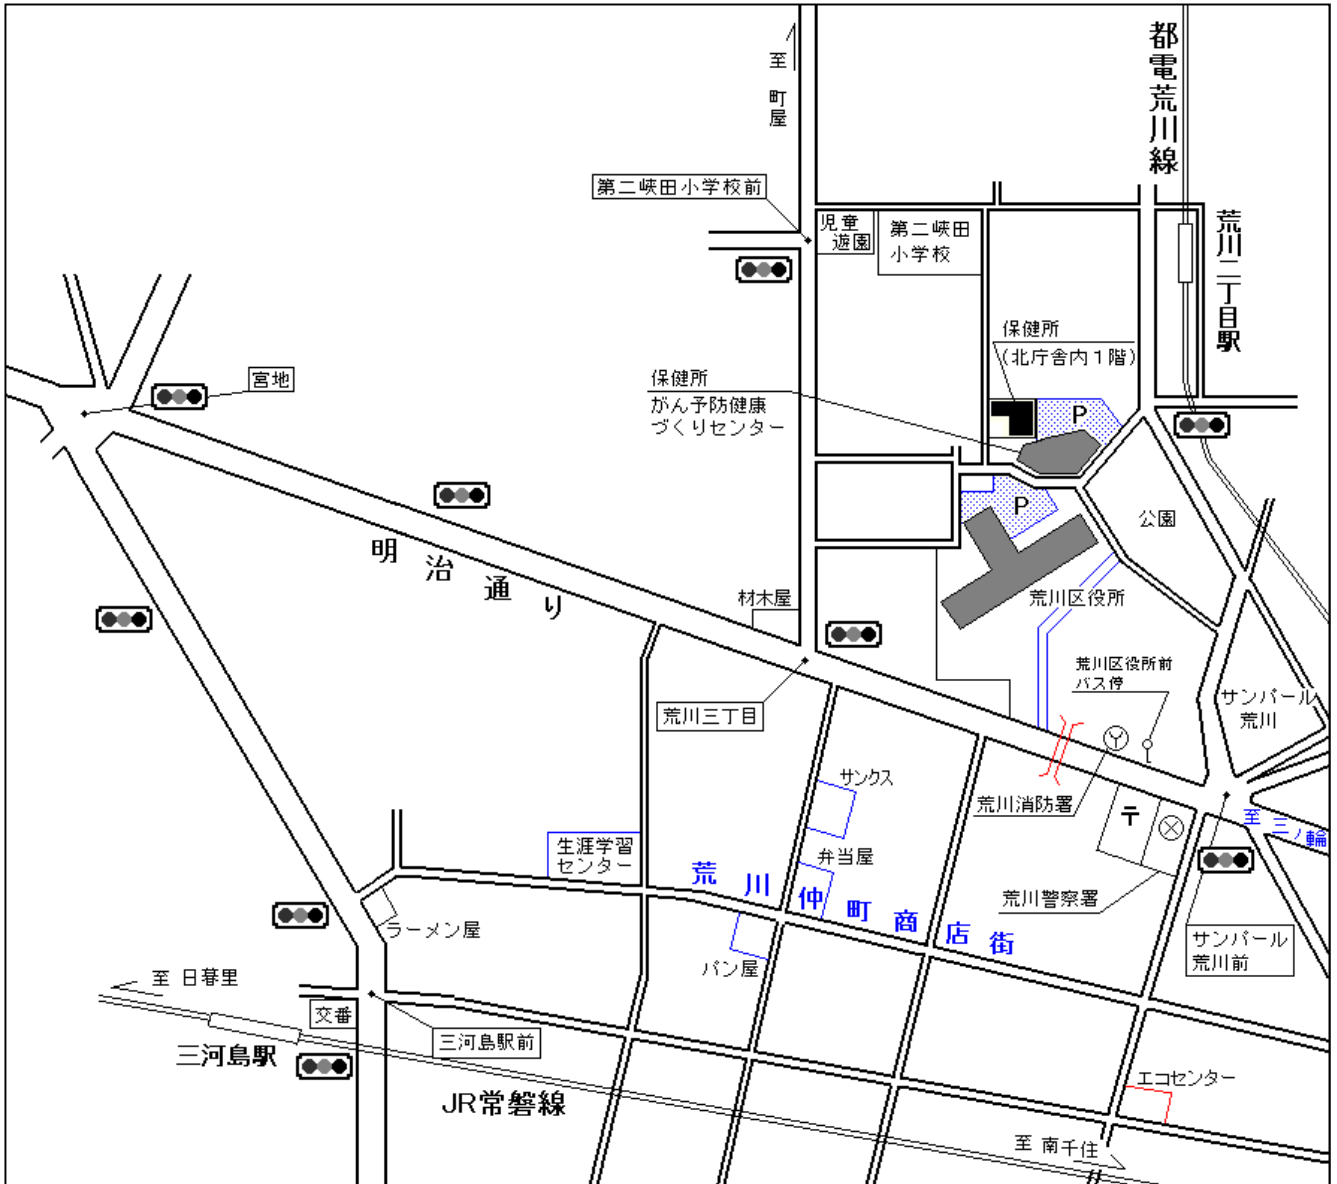 至 町屋
都電荒川線
第二峡田小学校前
児童
遊園
第二峡田
小学校
荒川二丁目駅
保健所
(北庁舎内1階)
宮地
保健所
がん予防健康
づくりセンター
P
P
公園
明治通り
材木屋
荒川区役所
荒川区役所前
バス停
サンパール
荒川
荒川三丁目
サンクス
荒川消防署
〒
至 三ノ輪
生涯学習
センター
弁当屋
荒川仲町商店街
荒川警察署
ラーメン屋
パン屋
サンパール
荒川前
至 日暮里
交番
三河島駅前
三河島駅
エコセンター
JR常磐線
至 南千住